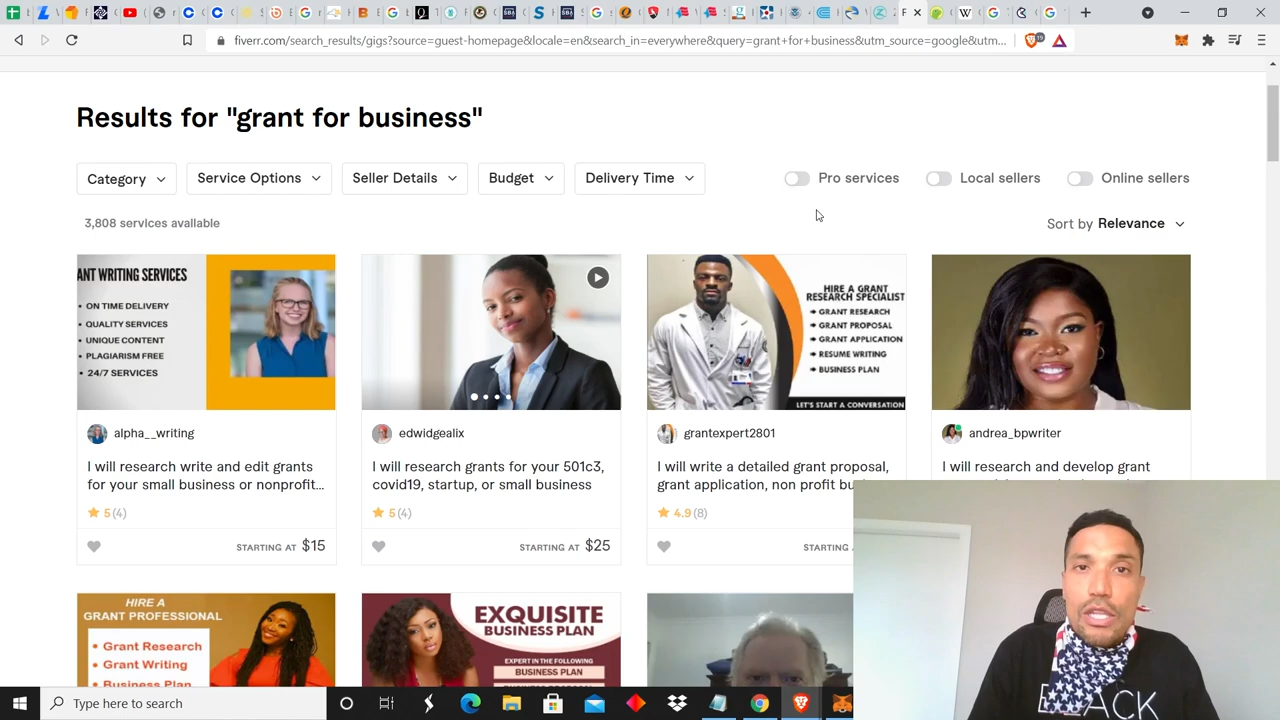 fiverr.com/search_results/gigs?source=guest-homepage&locale=en&search_in=everywhere&query=grant+for+business&utm_source=google&utm...
19
Results for "grant for business"
Category
Service Options
Seller Details
Budget
Delivery Time
Pro services
Local sellers
Online sellers
3,808 services available
Sort by Relevance
ANT WRITING SERVICES
• ON TIME DELIVERY
• QUALITY SERVICES
• UNIQUE CONTENT
• PLAGIARISM FREE
• 24/7 SERVICES
HIRE A GRANT
RESEARCH SPECIALIST
GRANT RESEARCH
GRANT PROPOSAL
GRANT APPLICATION
RESUME WRITING
BUSINESS PLAN
LET'S START A CONVERSATION
alpha__writing
edwidgealix
grantexpert2801
andrea_bpwriter
I will research write and edit grants
for your small business or nonprofit...
I will research grants for your 501c3,
covid19, startup, or small business
I will write a detailed grant proposal,
grant application, non profit bu
I will research and develop grant
5 (4)
5 (4)
4.9 (8)
STARTING AT $15
STARTING AT $25
STARTING
HIRE A
GRANT PROFESSIONAL
• Grant Research
• Grant Writing
• Business Plan
EXQUISITE
BUSINESS PLAN
EXPERT IN THE FOLLOWING
BUSINESS PLAN
BLACK
Type here to search